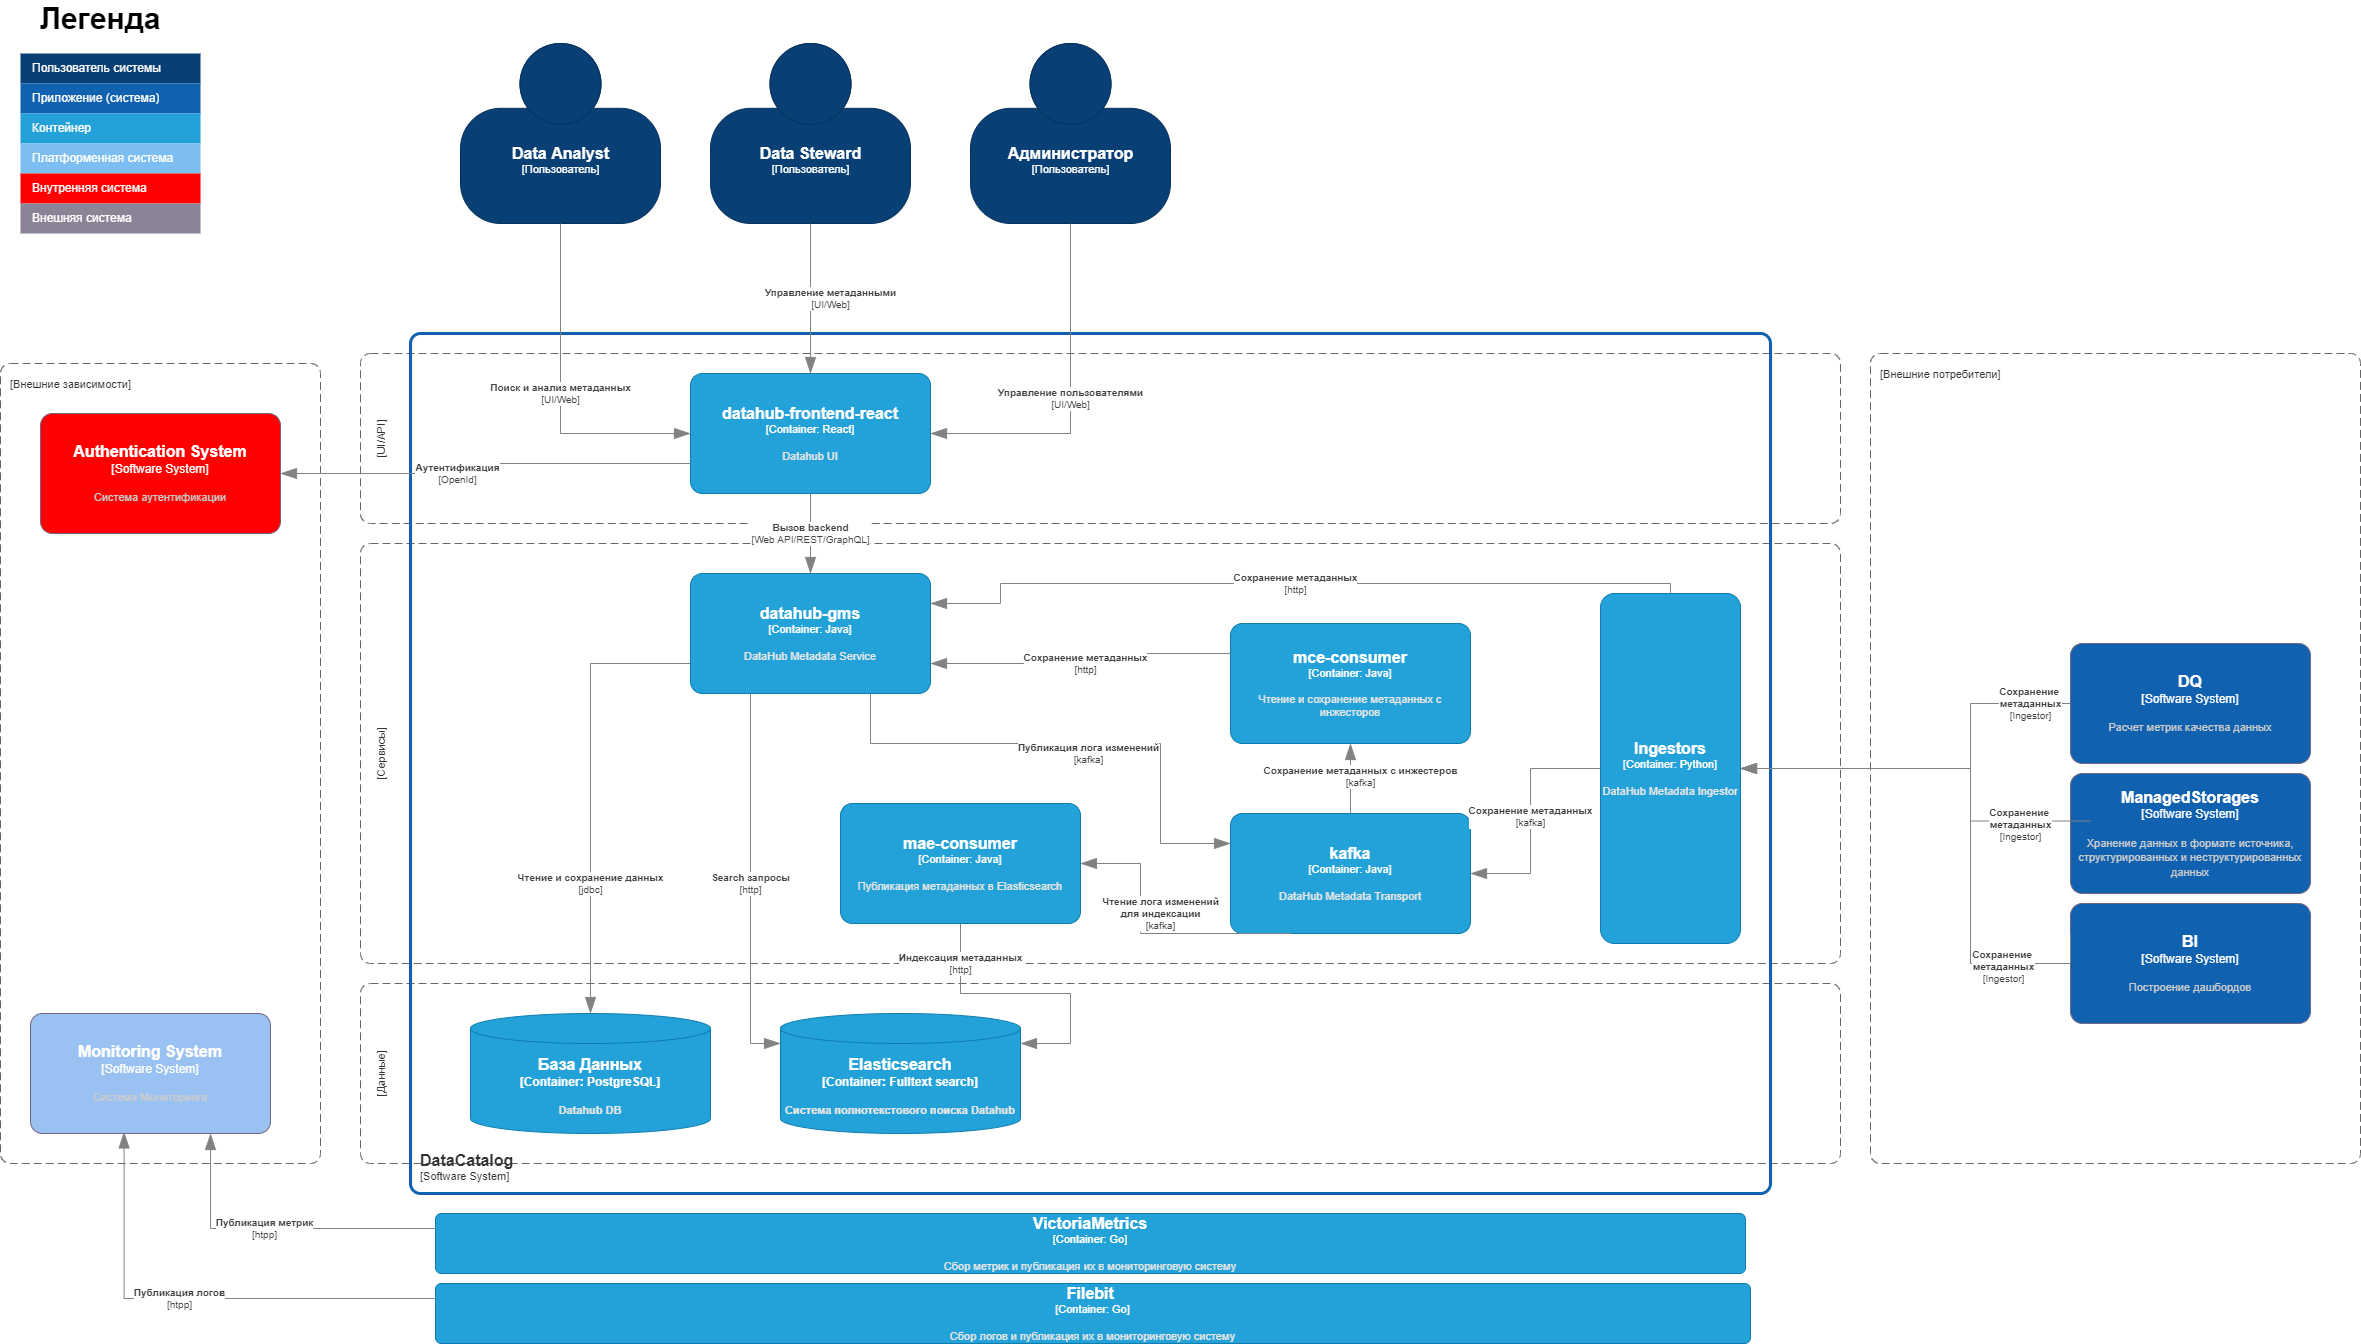 Легенда
Пользователь системы
Приложение (система)
Контейнер
Платформенная система
Внутренняя система
Внешняя система
Data Analyst
[Пользователь]
Data Steward
[Пользователь]
Администратор
[Пользователь]
Управление метаданными
[UI/Web]
Поиск и анализ метаданных
[UI/Web]
Управление пользователями
[UI/Web]
[Внешние зависимости]
Authentication System
[Software System]
Система аутентификации
Аутентификация
[OpenId]
[UI/API]
datahub-frontend-react
[Container: React]
Datahub UI
Вызов backend
[Web API/REST/GraphQL]
[Сервисы]
datahub-gms
[Container: Java]
DataHub Metadata Service
Сохранение метаданных
[http]
Сохранение метаданных
[http]
mce-consumer
[Container: Java]
Чтение и сохранение метаданных с
инжесторов
Ingestors
[Container: Python]
DataHub Metadata Ingestor
Публикация лога изменений
[kafka]
Сохранение метаданных с инжестеров
[kafka]
Сохранение метаданных
[kafka]
kafka
[Container: Java]
DataHub Metadata Transport
mae-consumer
[Container: Java]
Публикация метаданных в Elasticsearch
Чтение лога изменений
для индексации
[kafka]
Чтение и сохранение данных
[jdbc]
Search запросы
[http]
Индексация метаданных
[http]
[Данные]
База Данных
[Container: PostgreSQL]
Datahub DB
Elasticsearch
[Container: Fulltext search]
Система полнотекстового поиска Datahub
DataCatalog
[Software System]
[Внешние потребители]
DQ
[Software System]
Расчет метрик качества данных
Сохранение
метаданных
[Ingestor]
ManagedStorages
[Software System]
Хранение данных в формате источника,
структурированных и неструктурированных
данных
Сохранение
метаданных
[Ingestor]
BI
[Software System]
Построение дашбордов
Сохранение
метаданных
[Ingestor]
Monitoring System
[Software System]
Система Мониторинга
Публикация метрик
[htpp]
Публикация логов
[htpp]
VictoriaMetrics
[Container: Go]
Сбор метрик и публикация их в мониторинговую систему
Filebit
[Container: Go]
Сбор логов и публикация их в мониторинговую систему